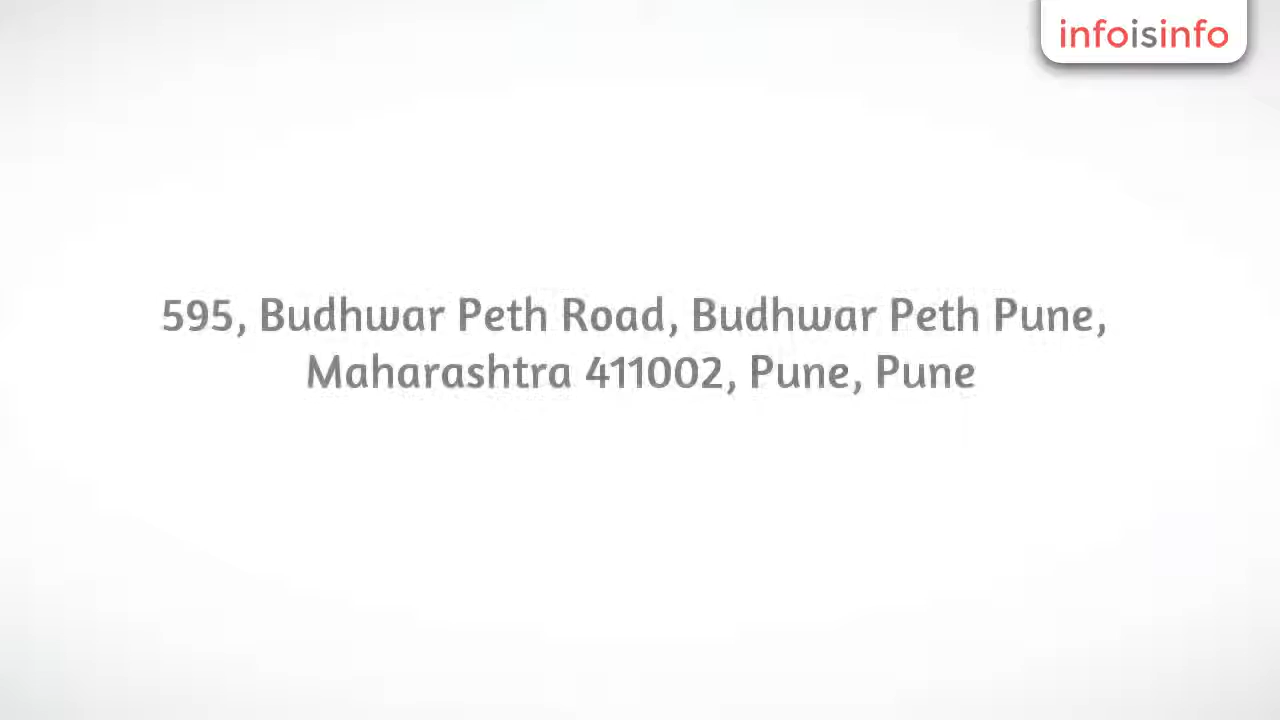 infoisinfo
595, Budhwar Peth Road, Budhwar Peth Pune,
Maharashtra 411002, Pune, Pune